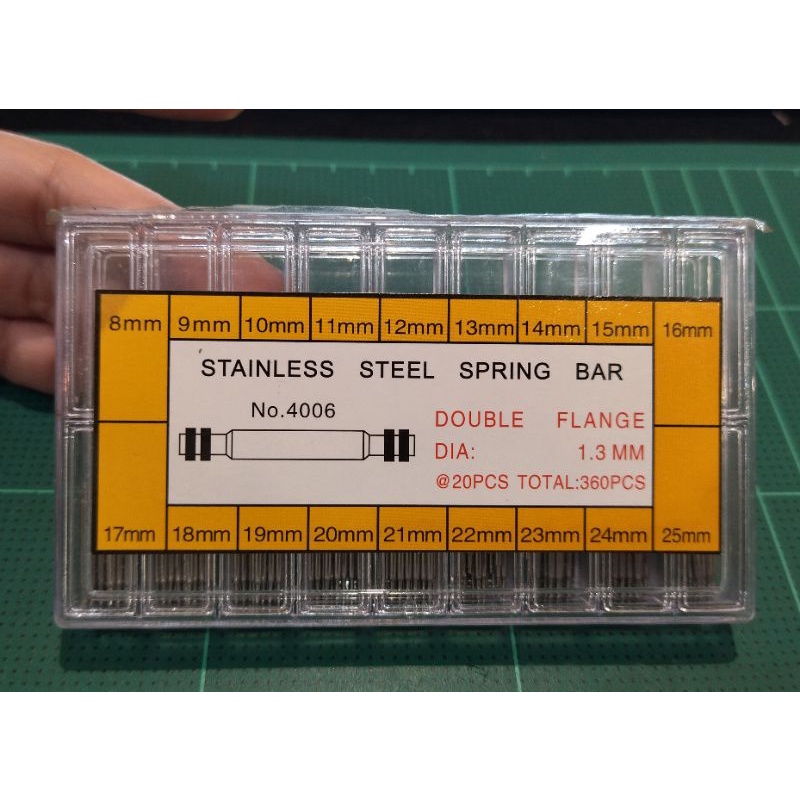 8mm 9mm 10mm 11mm 12mm 13mm 14mm 15mm 16mm
STAINLESS STEEL SPRING BAR
No.4006
DOUBLE FLANGE
DIA: 1.3 MM
@20PCS TOTAL:360PCS
17mm 18mm 19mm 20mm 21mm 22mm 23mm 24mm 25mm